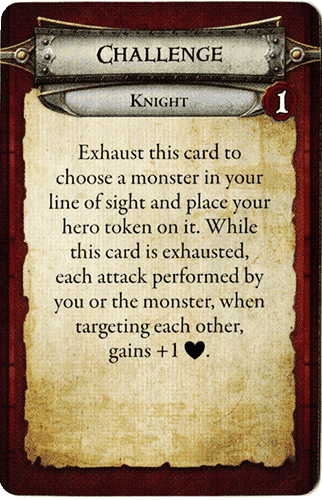 Challenge
Knight
1
Exhaust this card to
choose a monster in your
line of sight and place your
hero token on it. While
this card is exhausted,
each attack performed by
you or the monster, when
targeting each other,
gains +1 ♥.